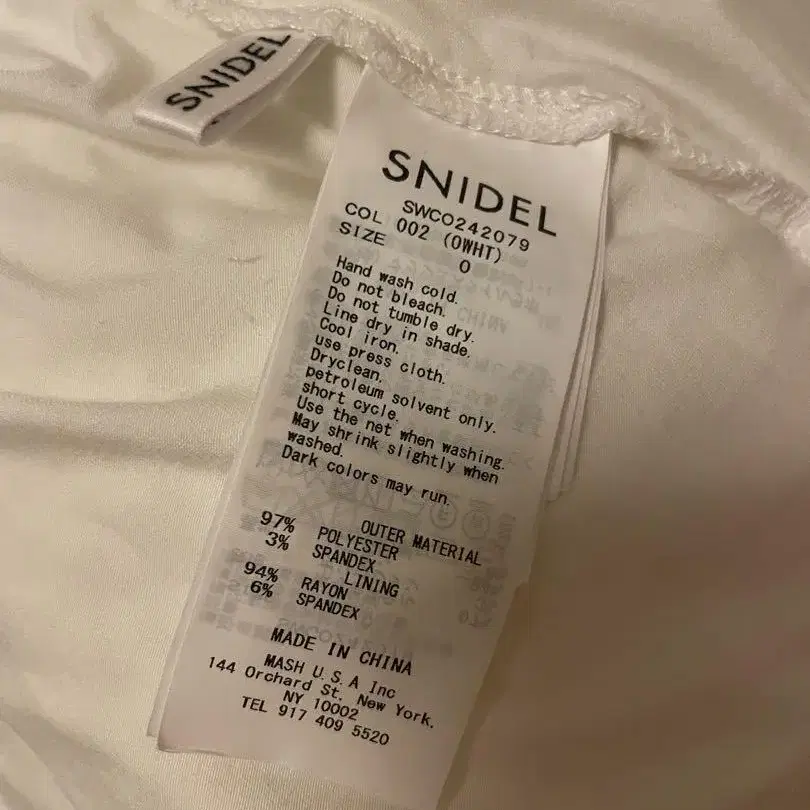 SNIDEL
SNIDEL
SWCO242079
COL 002 (OWHT)
SIZE 0
Hand wash cold.
Do not bleach.
Do not tumble dry.
Line dry in shade.
Cool iron.
use press cloth.
Dryclean.
petroleum solvent only.
short cycle.
Use the net when washing.
May shrink slightly when
washed.
Dark colors may run.
OUTER MATERIAL
97% POLYESTER
3% SPANDEX
LINING
94% RAYON
6% SPANDEX
MADE IN CHINA
MASH U.S.A Inc
144 Orchard St. New York.
NY 10002
TEL 917 409 5520